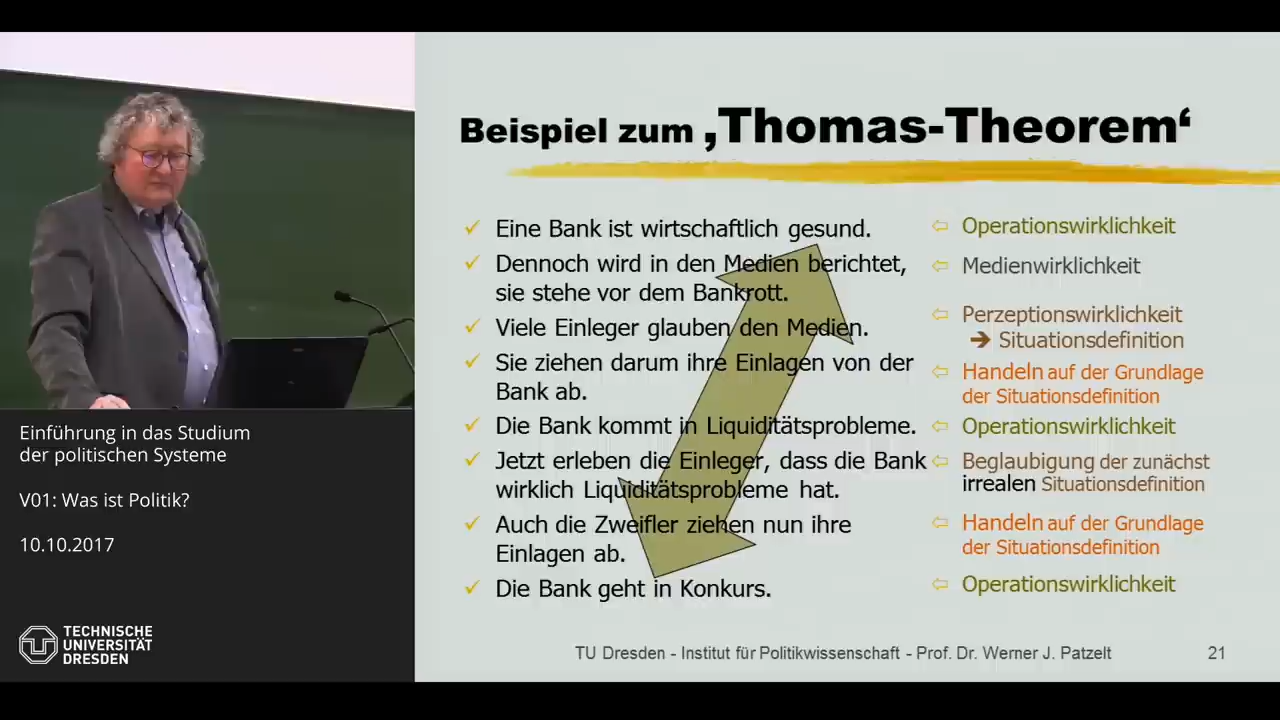 Beispiel zum ‚Thomas-Theorem‘
Eine Bank ist wirtschaftlich gesund.
Operationswirklichkeit
Dennoch wird in den Medien berichtet,
sie stehe vor dem Bankrott.
Medienwirklichkeit
Viele Einleger glauben den Medien.
Perzeptionswirklichkeit
➔ Situationsdefinition
Sie ziehen darum ihre Einlagen von der
Bank ab.
Handeln auf der Grundlage
der Situationsdefinition
Die Bank kommt in Liquiditätsprobleme.
Operationswirklichkeit
Jetzt erleben die Einleger, dass die Bank
wirklich Liquiditätsprobleme hat.
Beglaubigung der zunächst
irrealen Situationsdefinition
Auch die Zweifler ziehen nun ihre
Einlagen ab.
Handeln auf der Grundlage
der Situationsdefinition
Die Bank geht in Konkurs.
Operationswirklichkeit
TU Dresden - Institut für Politikwissenschaft - Prof. Dr. Werner J. Patzelt
21
Einführung in das Studium
der politischen Systeme
V01: Was ist Politik?
10.10.2017
TECHNISCHE
UNIVERSITÄT
DRESDEN